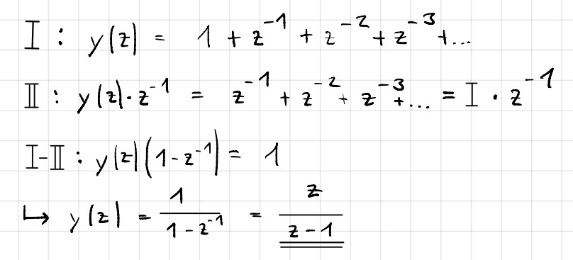 I : y(z) = 1 + z⁻¹ + z⁻² + z⁻³ + ...
II : y(z) · z⁻¹ = z⁻¹ + z⁻² + z⁻³ + ... = I · z⁻¹
I-II : y(z) (1 - z⁻¹) = 1
↳ y(z) = 1/(1 - z⁻¹) = z/(z - 1)